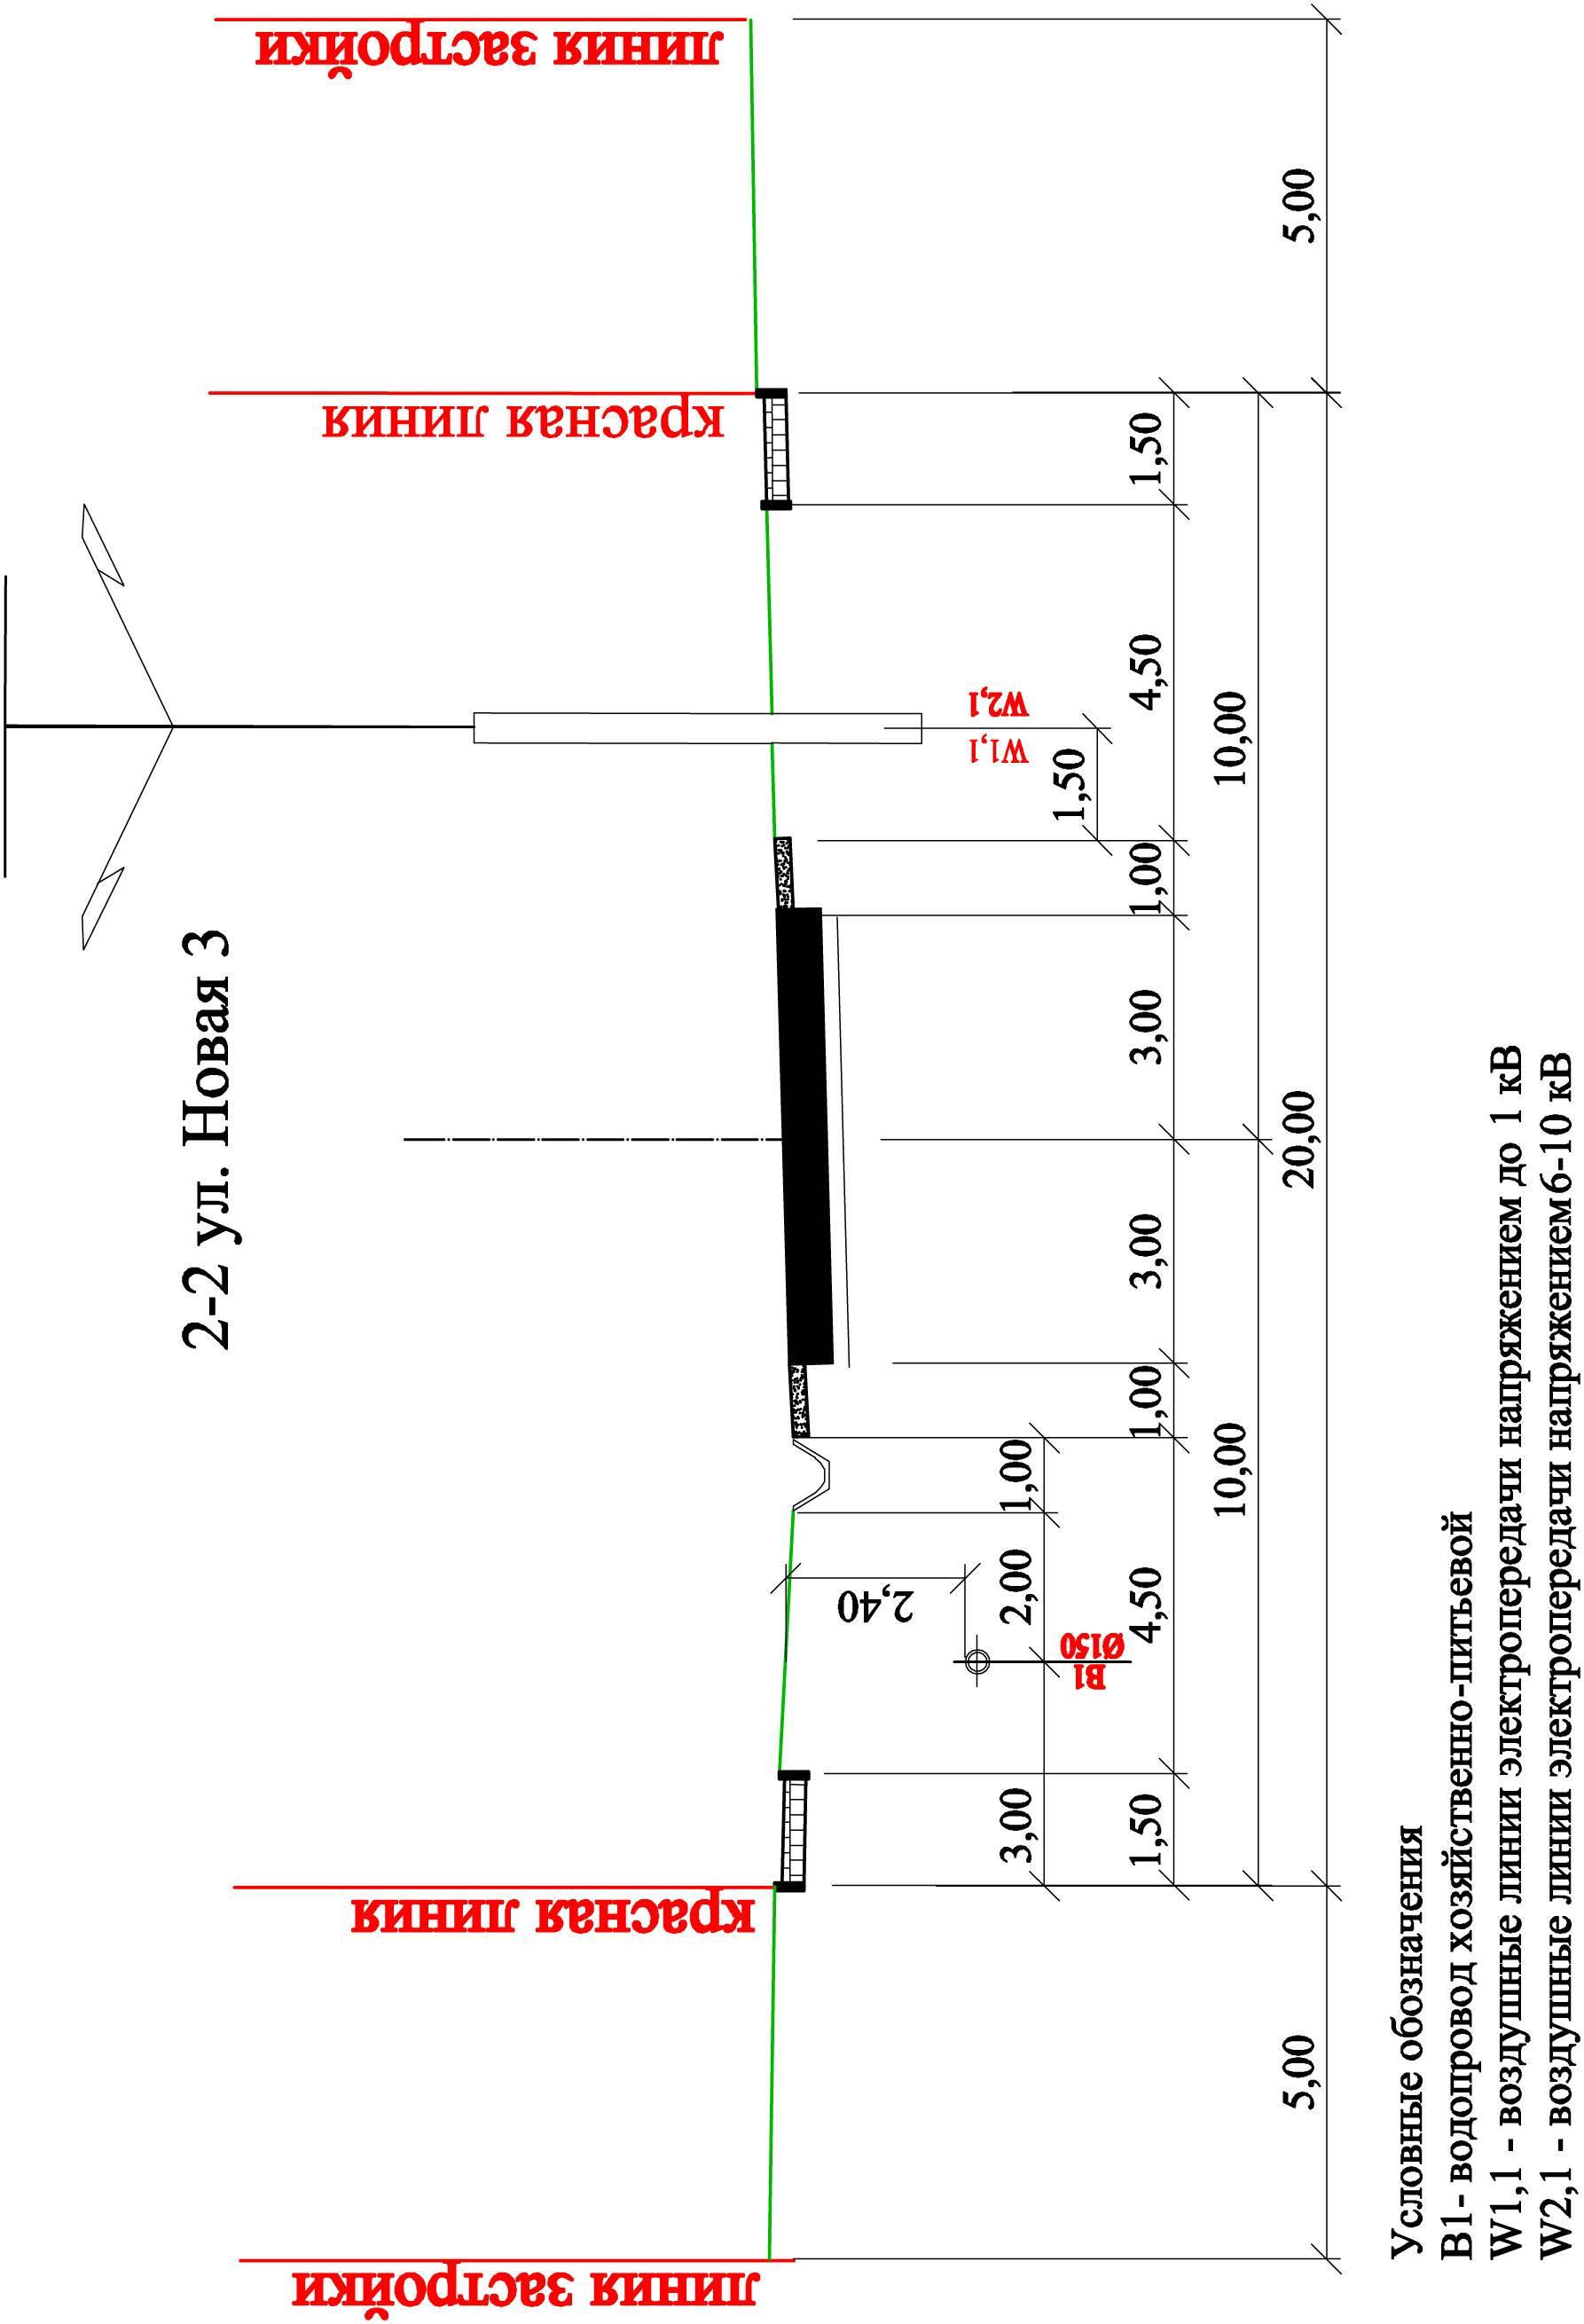 2-2 ул. Новая 3
линия застройки
красная линия
красная линия
линия застройки
2,40
B1
Ø150
W1,1
W2,1
1,50
3,00
2,00
1,00
1,50
4,50
1,00
3,00
3,00
1,00
4,50
1,50
10,00
10,00
5,00
20,00
5,00
Условные обозначения
В1- водопровод хозяйственно-питьевой
W1,1 - воздушные линии электропередачи напряжением до 1 кВ
W2,1 - воздушные линии электропередачи напряжением6-10 кВ